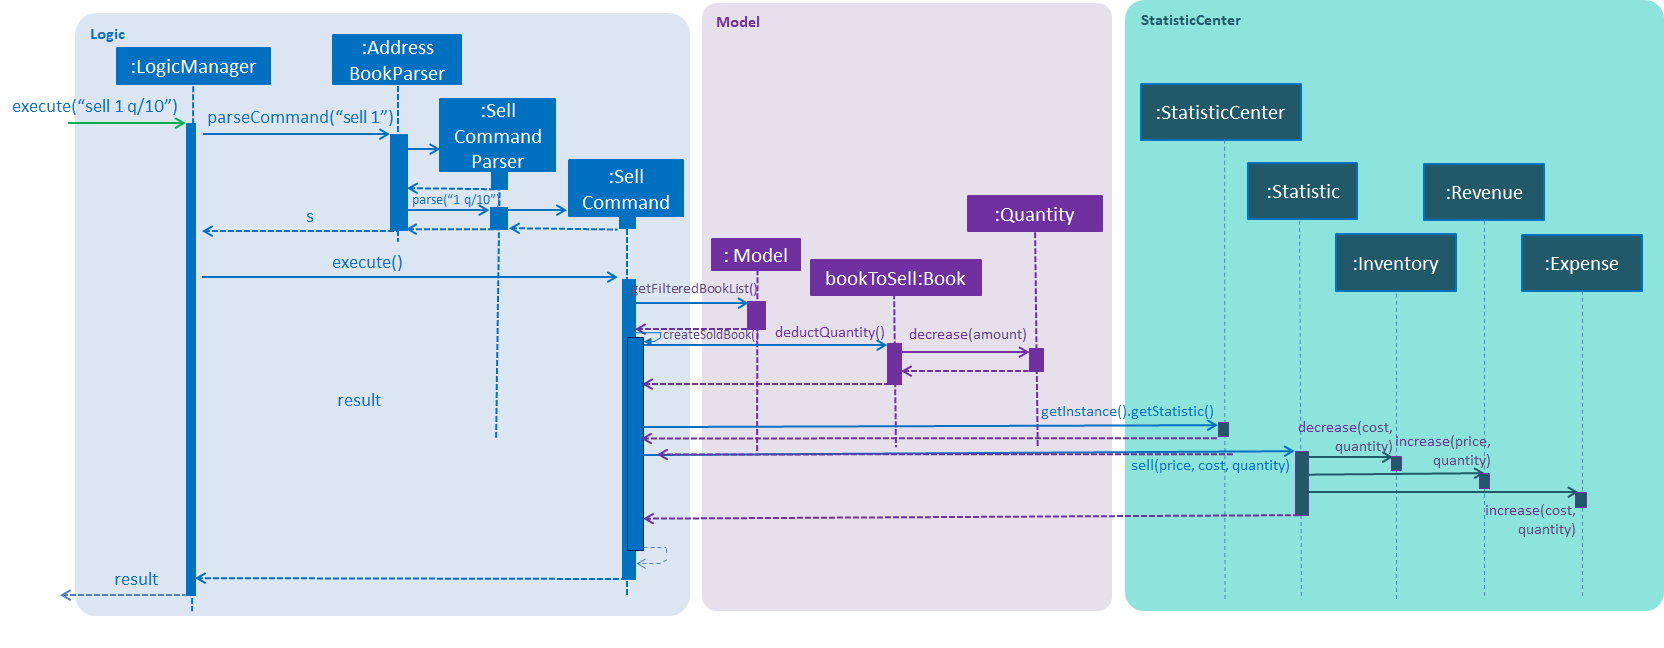 Logic
Model
StatisticCenter
:LogicManager
:Address
BookParser
:Sell
Command
Parser
:Sell
Command
execute(“sell 1 q/10”)
parseCommand(“sell 1”)
parse(“1 q/10”)
s
execute()
getFilteredBookList()
createSoldBook()
deductQuantity()
decrease(amount)
: Model
bookToSell:Book
:Quantity
:StatisticCenter
:Statistic
:Revenue
:Inventory
:Expense
result
getInstance().getStatistic()
sell(price, cost, quantity)
decrease(cost,
quantity)
increase(price,
quantity)
increase(cost,
quantity)
result